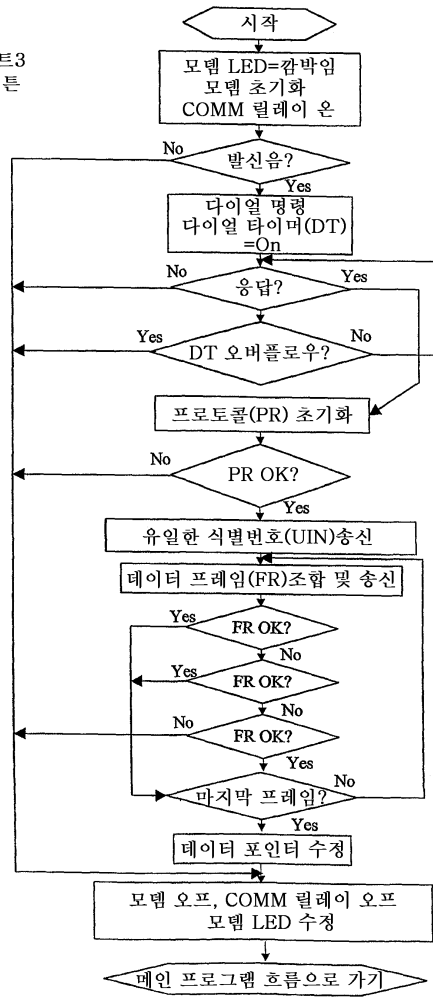 시작
트3
튼
모뎀 LED=깜박임
모뎀 초기화
COMM 릴레이 온
No
발신음?
Yes
다이얼 명령
다이얼 타이머(DT)
=On
No
응답?
Yes
Yes
DT 오버플로우?
No
프로토콜(PR) 초기화
No
PR OK?
Yes
유일한 식별번호(UIN)송신
데이터 프레임(FR)조합 및 송신
Yes
FR OK?
No
Yes
FR OK?
No
No
FR OK?
Yes
마지막 프레임?
No
Yes
데이터 포인터 수정
모뎀 오프, COMM 릴레이 오프
모뎀 LED 수정
메인 프로그램 흐름으로 가기